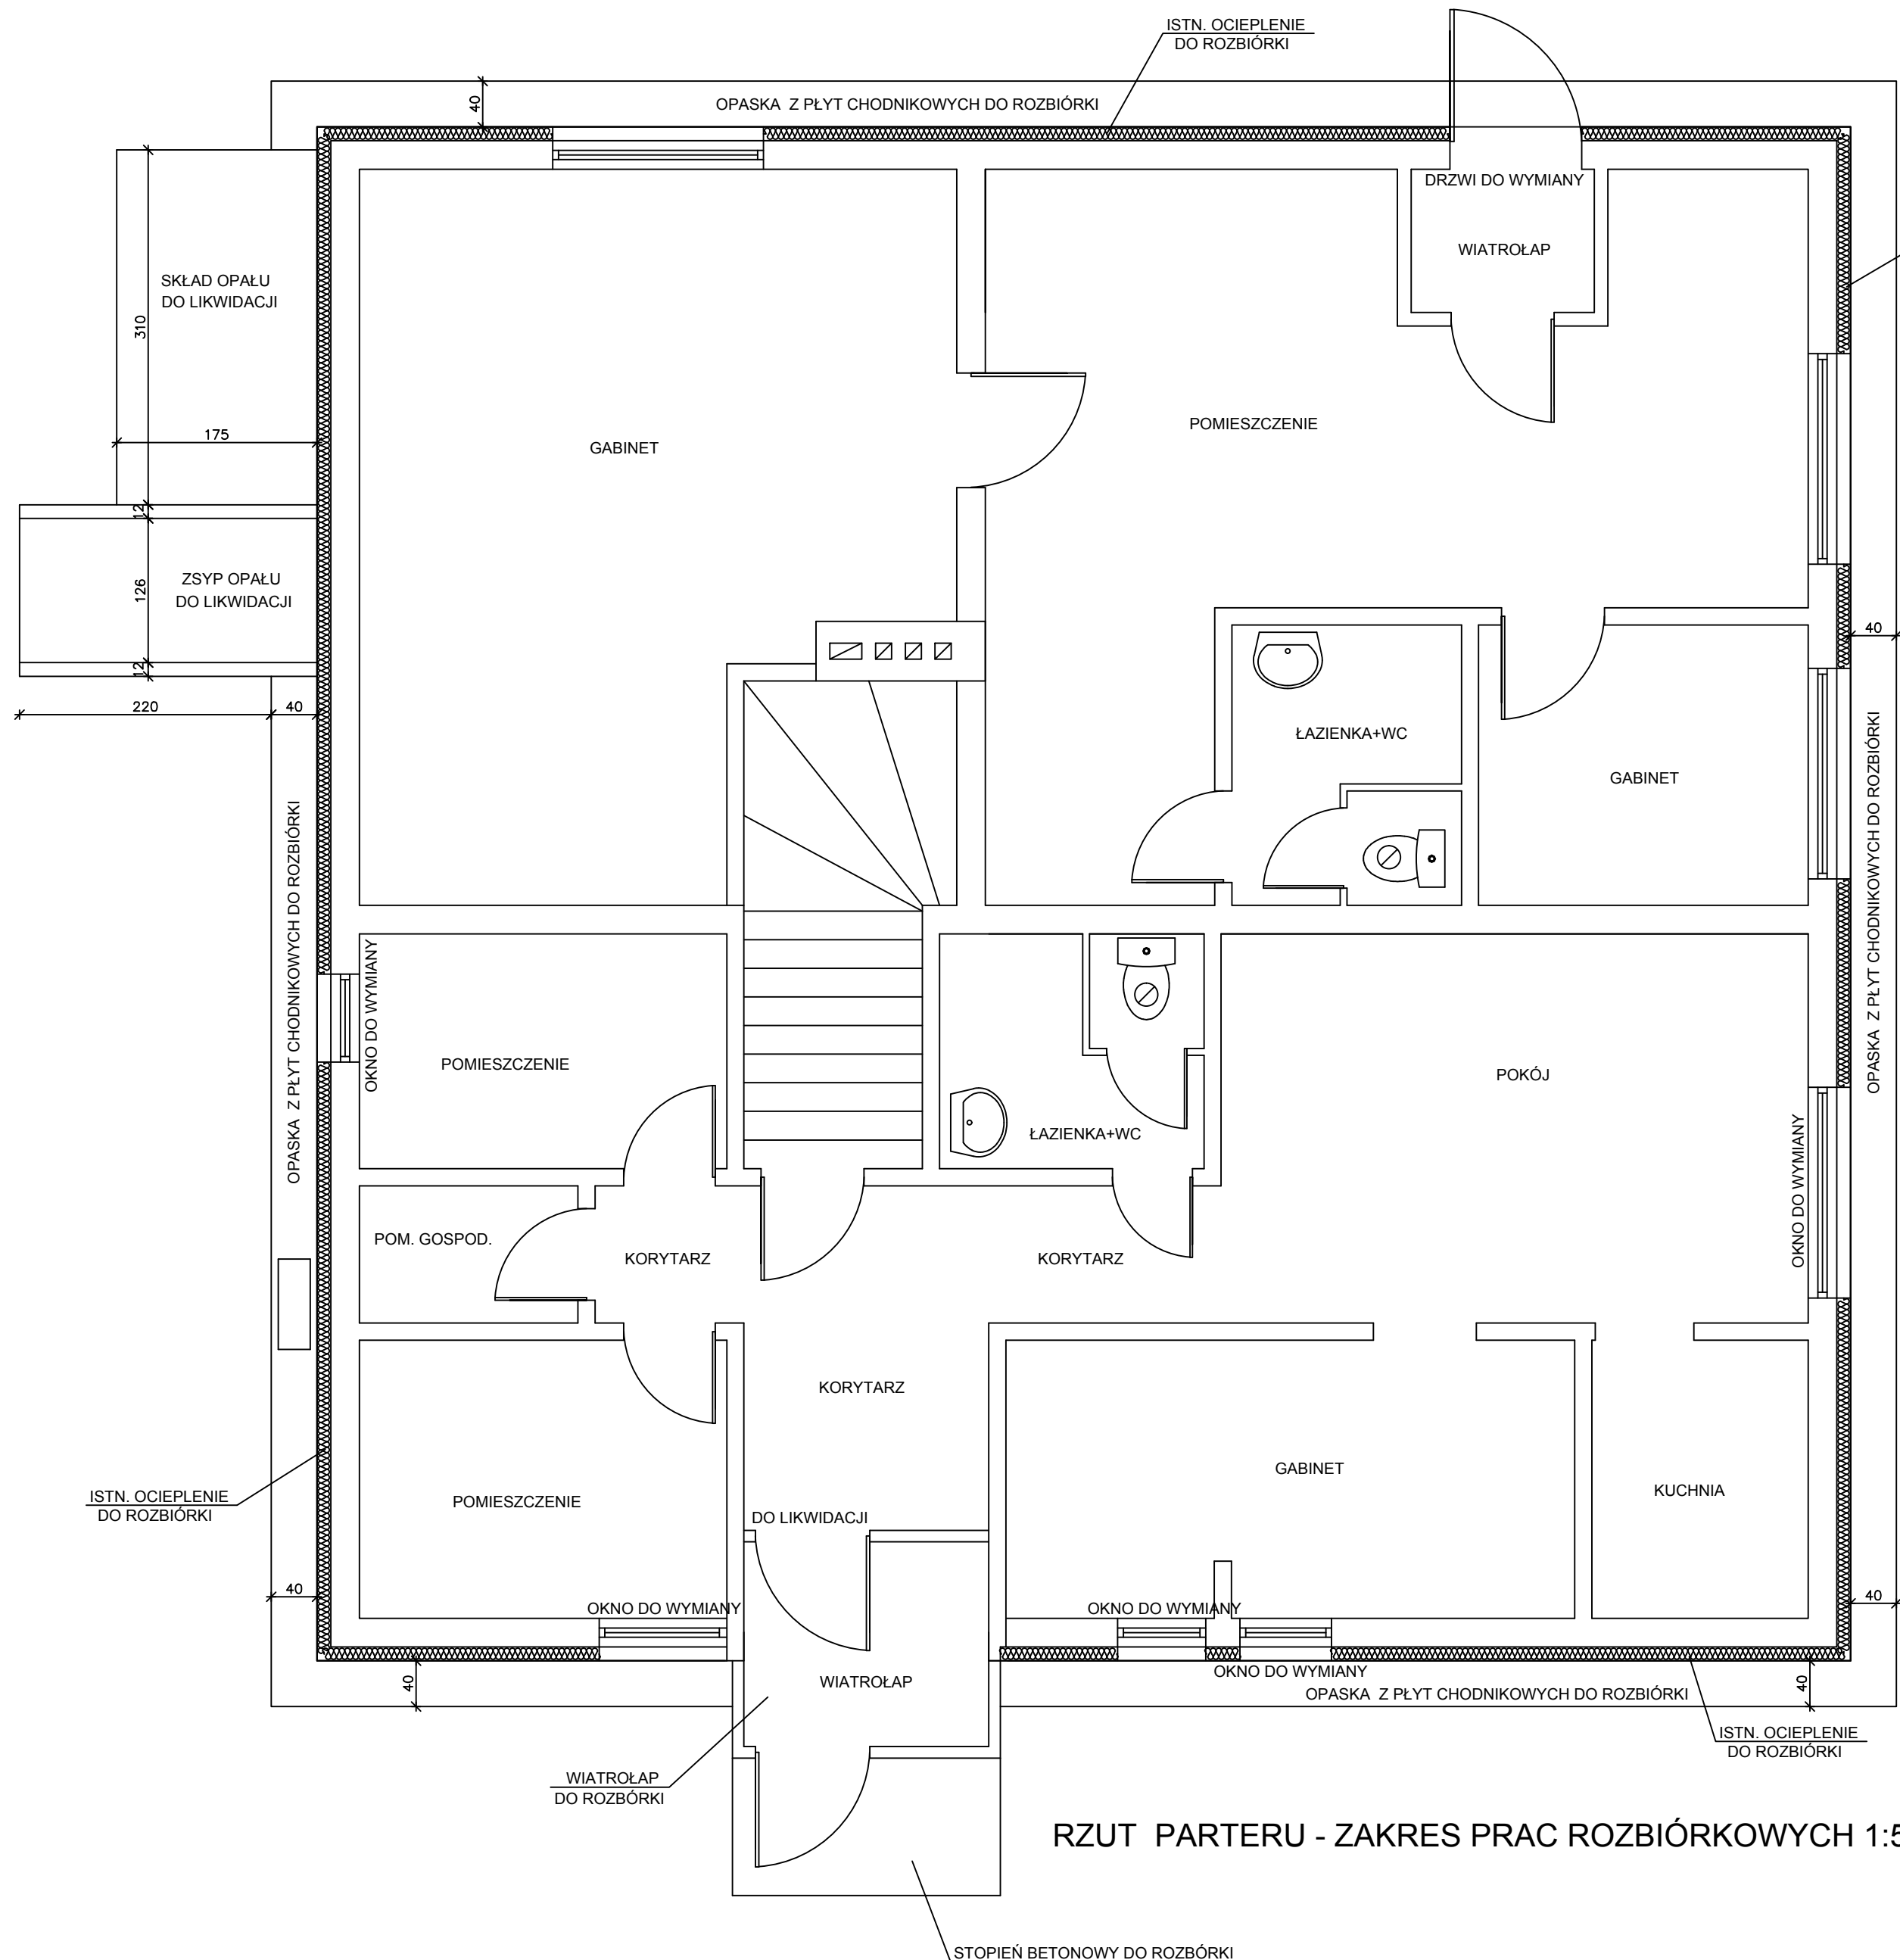 ISTN. OCIEPLENIE
DO ROZBIÓRKI
40
OPASKA Z PŁYT CHODNIKOWYCH DO ROZBIÓRKI
DRZWI DO WYMIANY
WIATROŁAP
SKŁAD OPAŁU
DO LIKWIDACJI
310
175
GABINET
POMIESZCZENIE
12
126
ZSYP OPAŁU
DO LIKWIDACJI
12
220
40
40
ŁAZIENKA+WC
GABINET
OPASKA Z PŁYT CHODNIKOWYCH DO ROZBIÓRKI
OPASKA Z PŁYT CHODNIKOWYCH DO ROZBIÓRKI
OKNO DO WYMIANY
POMIESZCZENIE
POKÓJ
ŁAZIENKA+WC
OKNO DO WYMIANY
POM. GOSPOD.
KORYTARZ
KORYTARZ
KORYTARZ
GABINET
KUCHNIA
ISTN. OCIEPLENIE
DO ROZBIÓRKI
POMIESZCZENIE
DO LIKWIDACJI
40
OKNO DO WYMIANY
OKNO DO WYMIANY
40
40
WIATROŁAP
OKNO DO WYMIANY
OPASKA Z PŁYT CHODNIKOWYCH DO ROZBIÓRKI
40
ISTN. OCIEPLENIE
DO ROZBIÓRKI
WIATROŁAP
DO ROZBÓRKI
RZUT PARTERU - ZAKRES PRAC ROZBIÓRKOWYCH 1:5
STOPIEŃ BETONOWY DO ROZBÓRKI